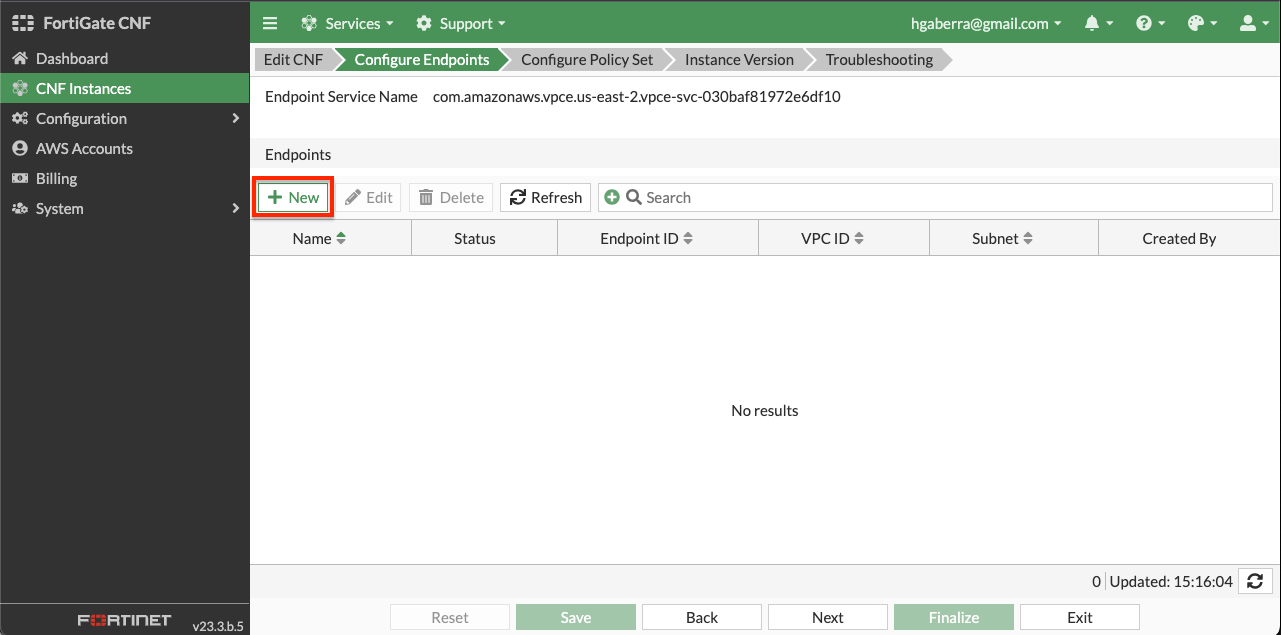 FortiGate CNF
Services Support hgaberra@gmail.com
Dashboard
CNF Instances
Configuration
AWS Accounts
Billing
System
Edit CNF Configure Endpoints Configure Policy Set Instance Version Troubleshooting
Endpoint Service Name com.amazonaws.vpce.us-east-2.vpce-svc-030baf81972e6df10
Endpoints
New Edit Delete Refresh Search
Name Status Endpoint ID VPC ID Subnet Created By
No results
0 Updated: 15:16:04
Reset Save Back Next Finalize Exit
FORTINET v23.3.b.5